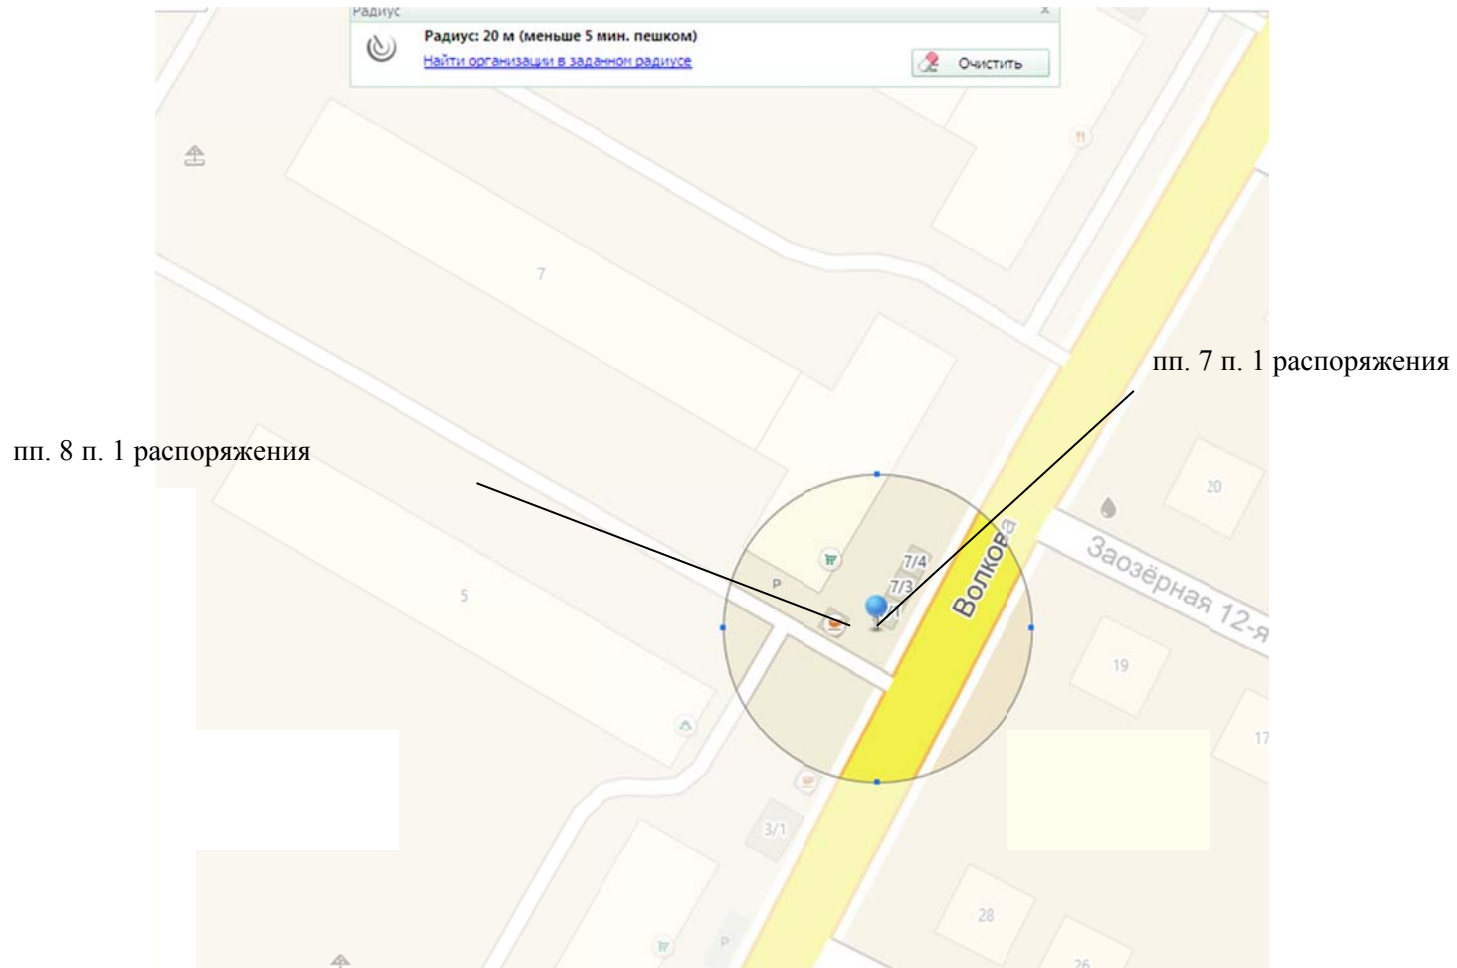 Радиус
Радиус: 20 м (меньше 5 мин. пешком)
Найти организации в заданном радиусе
Очистить
7
пп. 7 п. 1 распоряжения
пп. 8 п. 1 распоряжения
20
Волкова
Заозёрная 12-я
7/4
7/3
P
5
19
17
3/1
28
P
26